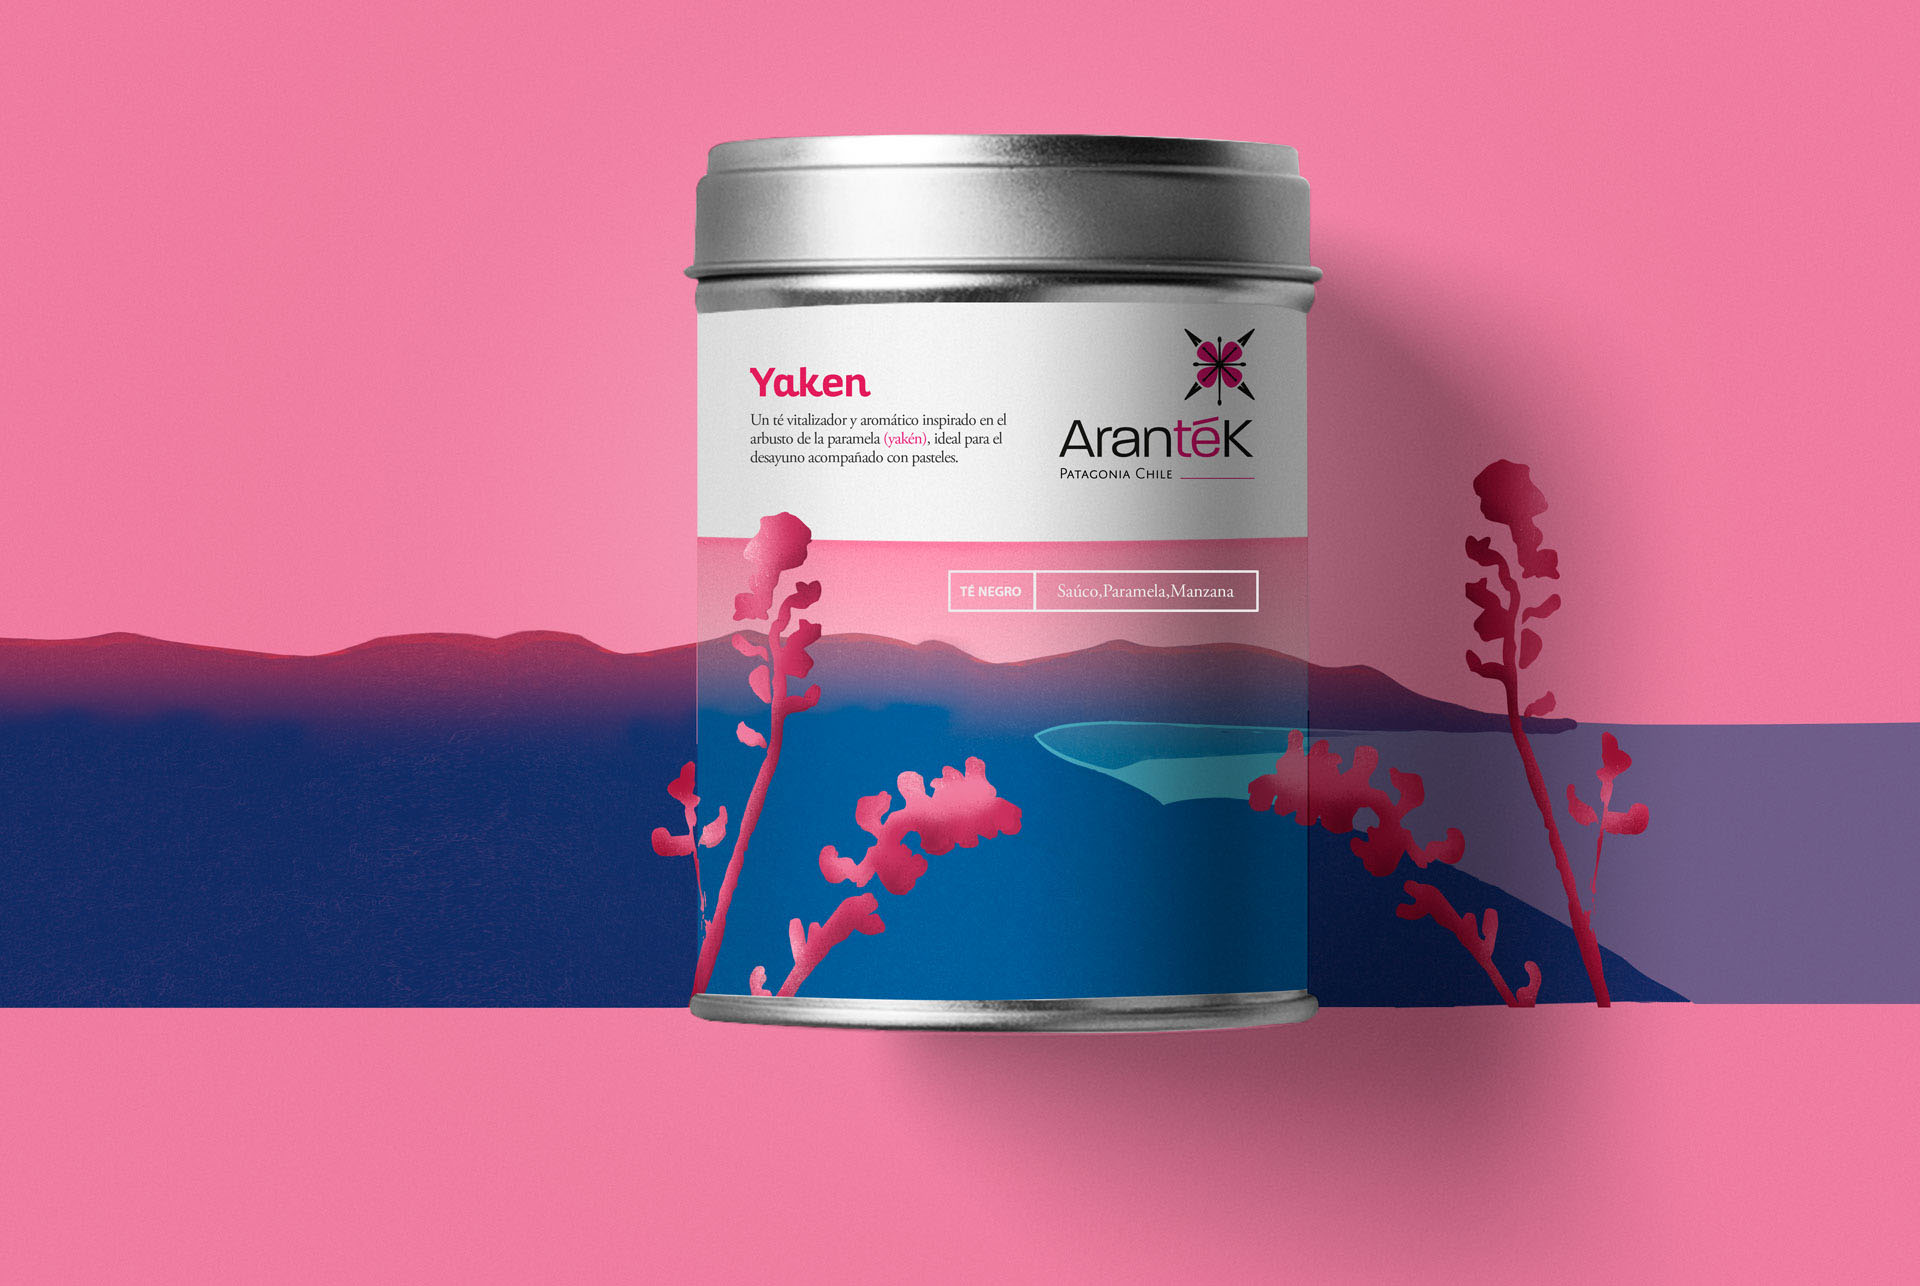 Yaken
Un té vitalizador y aromático inspirado en el
arbusto de la paramela (yakén), ideal para el
desayuno acompañado con pasteles.
AranteK
Patagonia Chile
TÉ NEGRO
Saúco,Paramela,Manzana